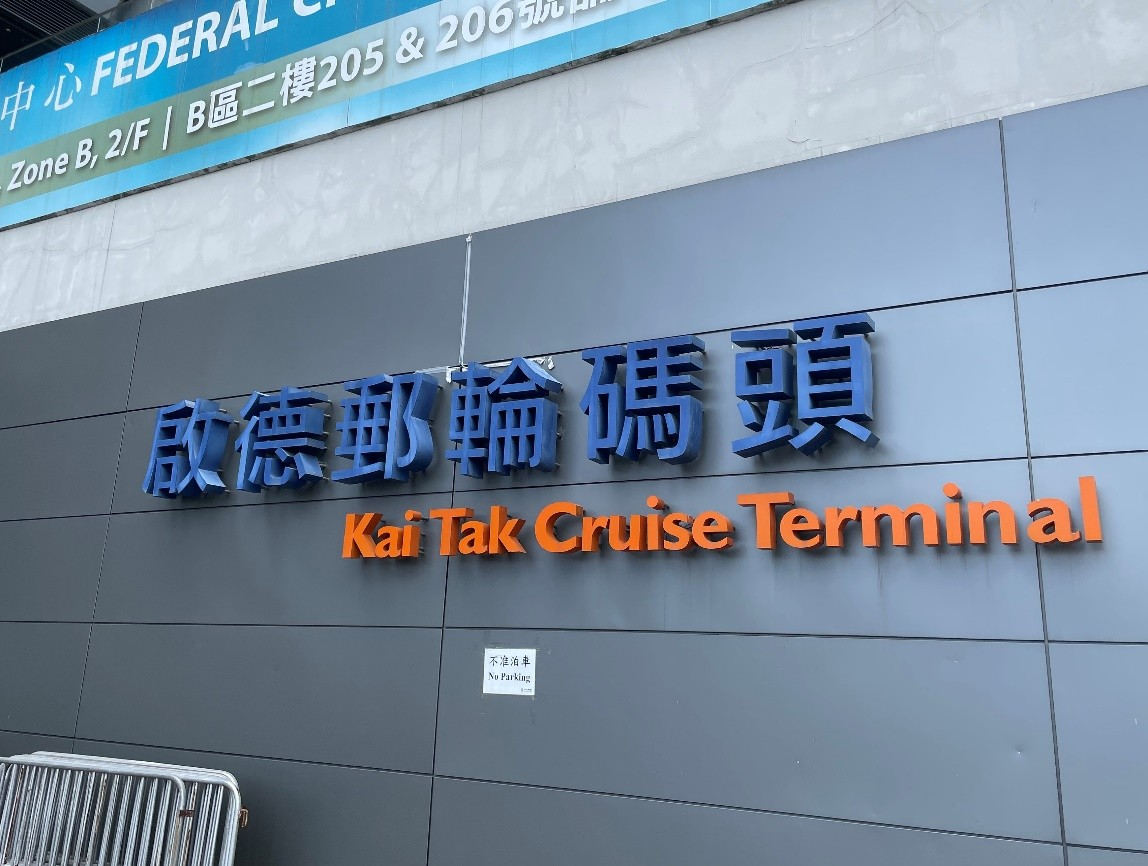 中心 FEDERAL
Zone B, 2/F | B區二樓205 & 206號
啟德郵輪碼頭
Kai Tak Cruise Terminal
不准泊車
No Parking